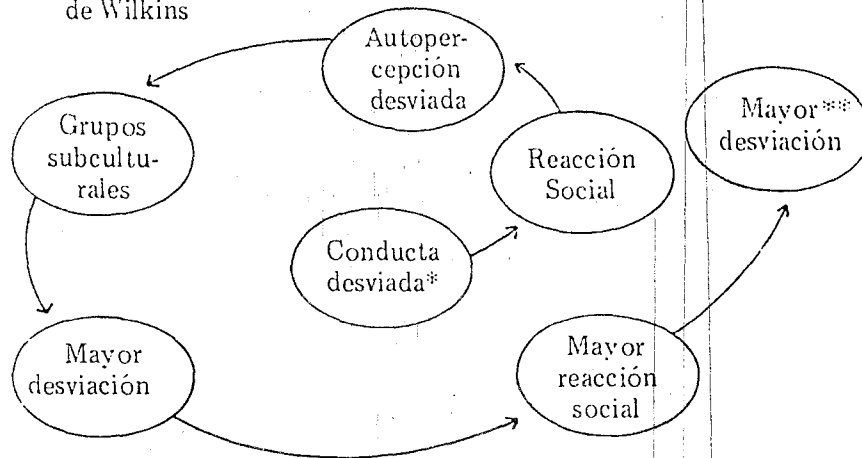 de Wilkins
Autoper-
cepción
desviada
Grupos
subcultu-
rales
Mayor**
desviación
Reacción
Social
Conducta
desviada*
Mayor
desviación
Mayor
reacción
social